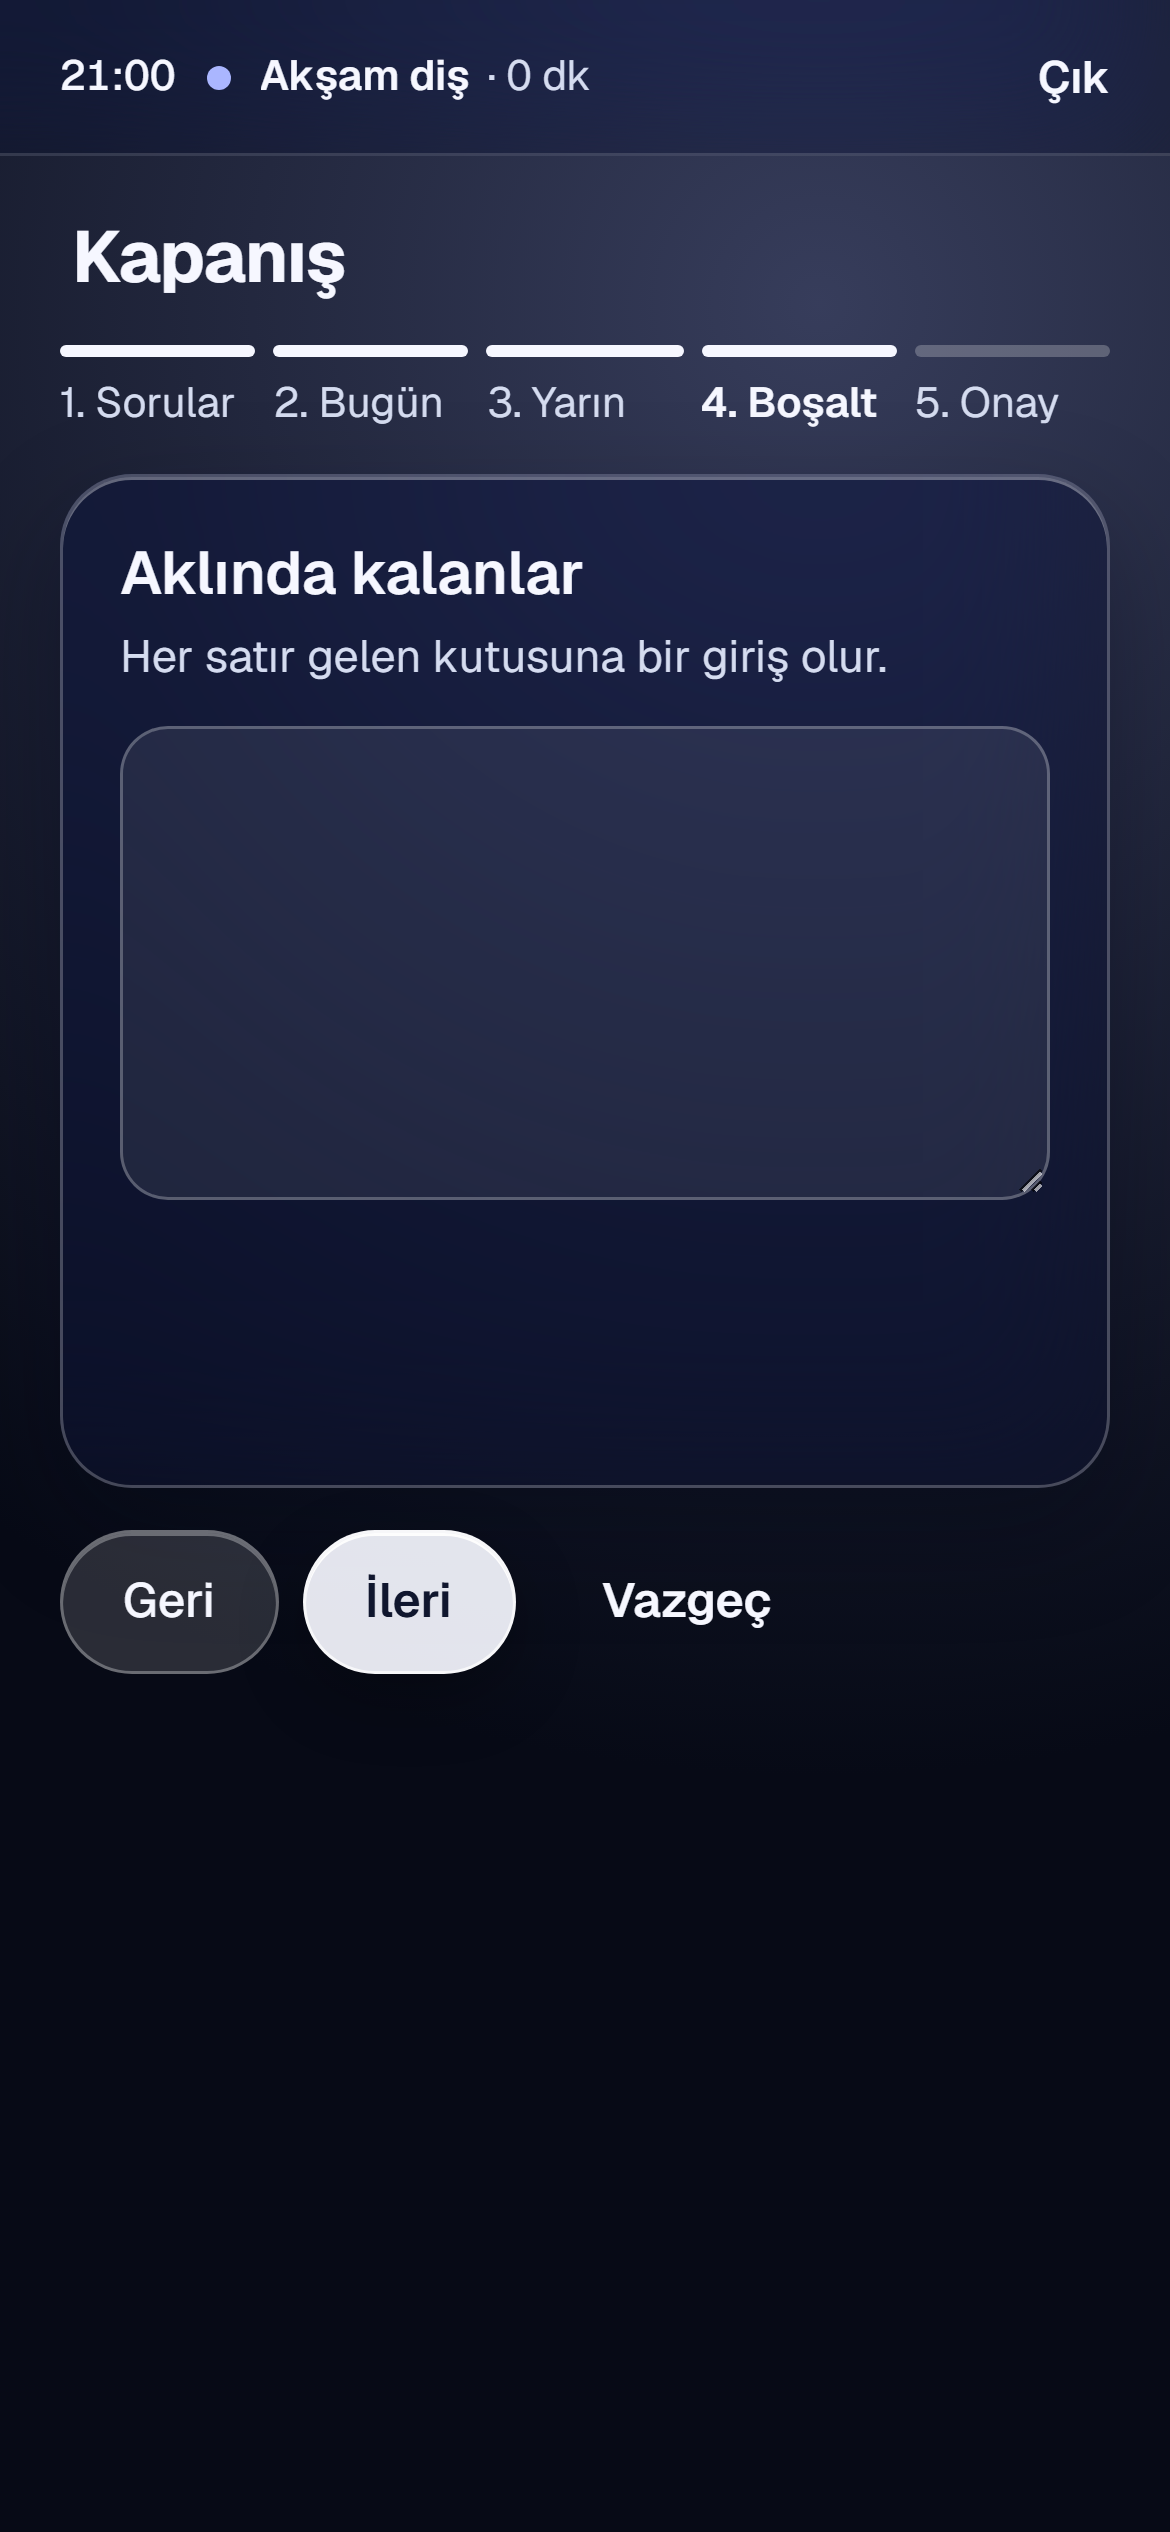 21:00 Akşam diş · 0 dk Çık
Kapanış
1. Sorular 2. Bugün 3. Yarın 4. Boşalt 5. Onay
Aklında kalanlar
Her satır gelen kutusuna bir giriş olur.
Geri İleri Vazgeç